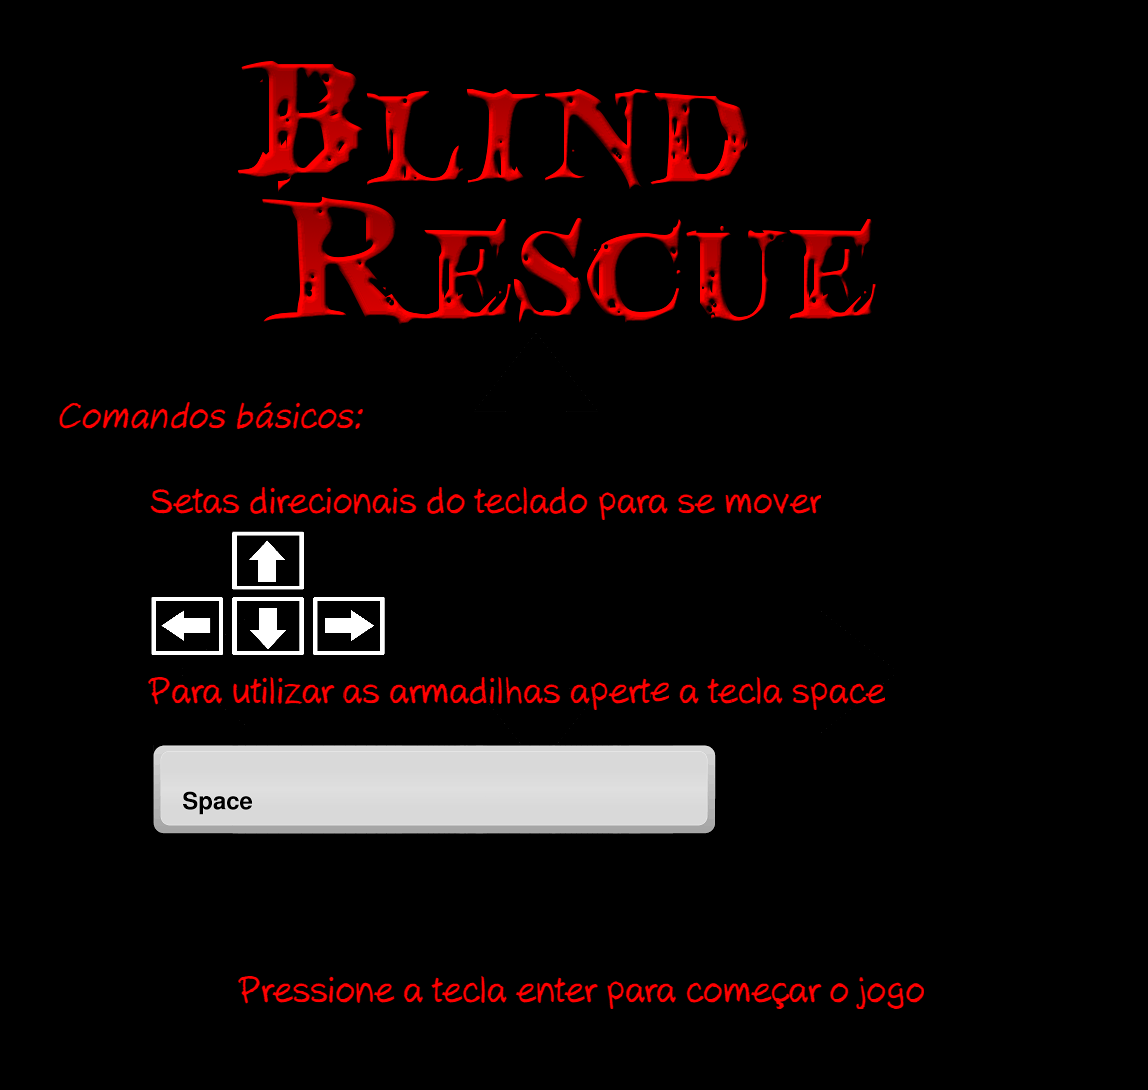 Blind
Rescue
Comandos básicos:
Setas direcionais do teclado para se mover
Para utilizar as armadilhas aperte a tecla space
Space
Pressione a tecla enter para começar o jogo